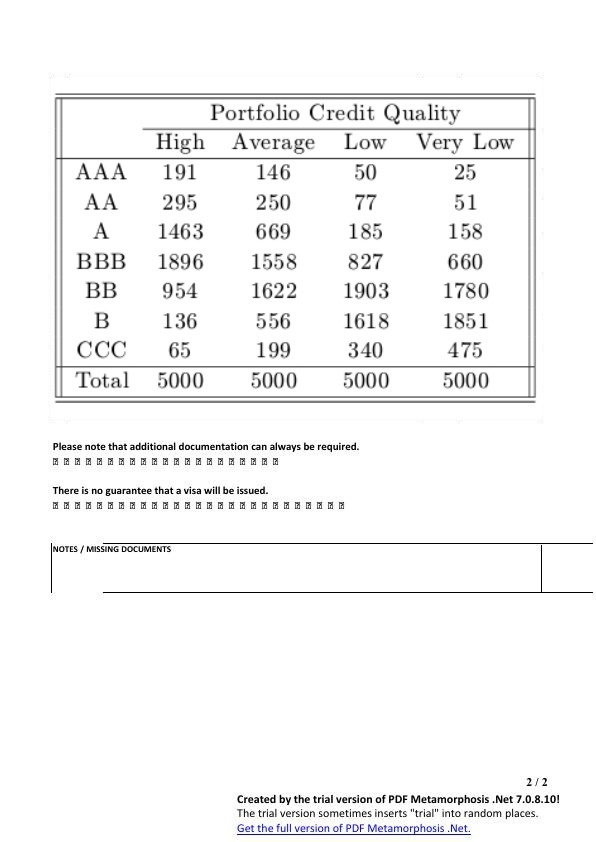 Portfolio Credit Quality
High Average Low Very Low
AAA 191 146 50 25
AA 295 250 77 51
A 1463 669 185 158
BBB 1896 1558 827 660
BB 954 1622 1903 1780
B 136 556 1618 1851
CCC 65 199 340 475
Total 5000 5000 5000 5000
Please note that additional documentation can always be required.
There is no guarantee that a visa will be issued.
NOTES / MISSING DOCUMENTS
2 / 2
Created by the trial version of PDF Metamorphosis .Net 7.0.8.10!
The trial version sometimes inserts "trial" into random places.
Get the full version of PDF Metamorphosis .Net.